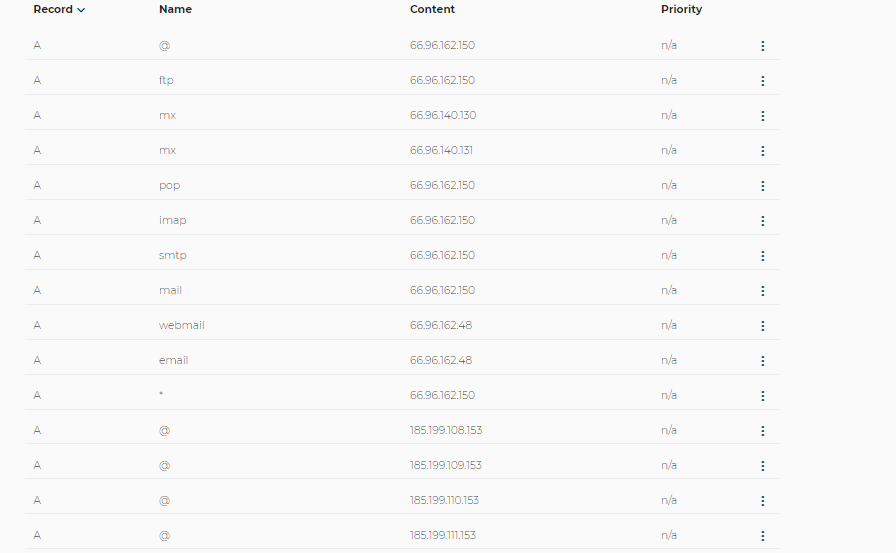 Record Name Content Priority
A @ 66.96.162.150 n/a
A ftp 66.96.162.150 n/a
A mx 66.96.140.130 n/a
A mx 66.96.140.131 n/a
A pop 66.96.162.150 n/a
A imap 66.96.162.150 n/a
A smtp 66.96.162.150 n/a
A mail 66.96.162.150 n/a
A webmail 66.96.162.48 n/a
A email 66.96.162.48 n/a
A * 66.96.162.150 n/a
A @ 185.199.108.153 n/a
A @ 185.199.109.153 n/a
A @ 185.199.110.153 n/a
A @ 185.199.111.153 n/a